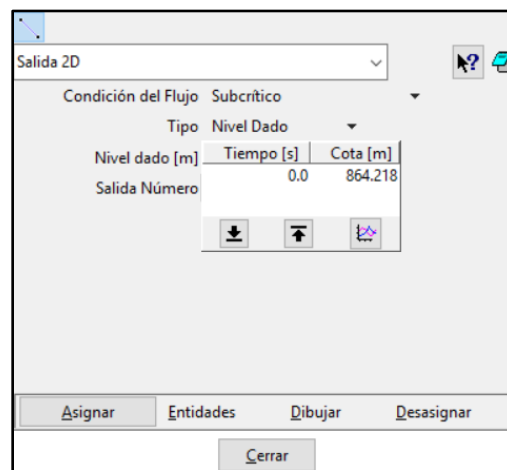 Salida 2D
Condición del Flujo Subcrítico
Tipo Nivel Dado
Nivel dado [m] Tiempo [s] Cota [m]
0.0 864.218
Salida Número
Asignar Entidades Dibujar Desasignar
Cerrar